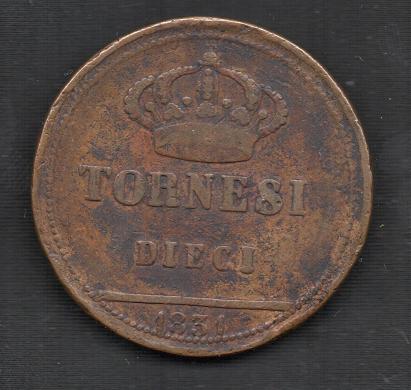 TORNESI
DIECI
1831